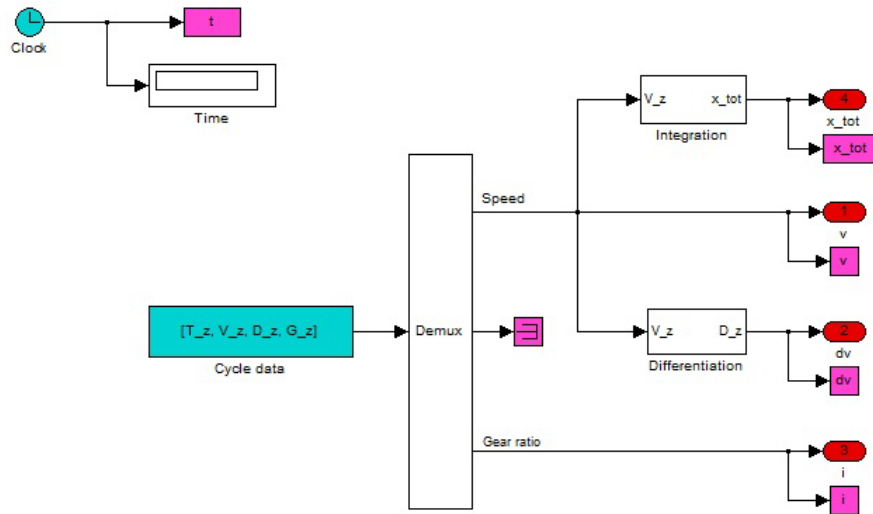 t
Clock
Time
V_z x_tot
Integration
4
x_tot
x_tot
Speed
1
v
v
[T_z, V_z, D_z, G_z]
Cycle data
Demux
V_z D_z
Differentiation
2
dv
dv
Gear ratio
3
i
i